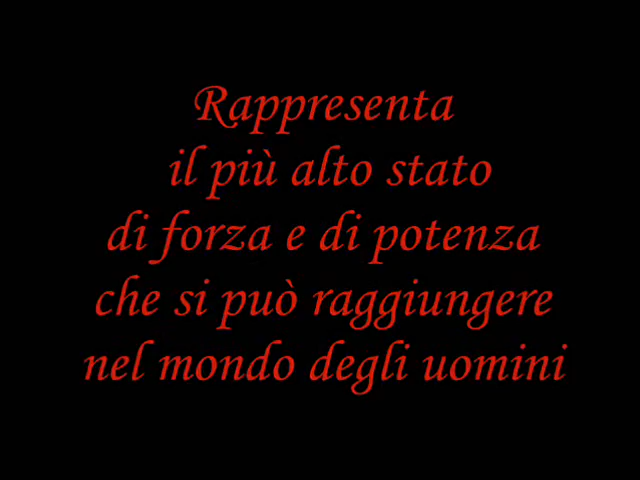 Rappresenta
il più alto stato
di forza e di potenza
che si può raggiungere
nel mondo degli uomini